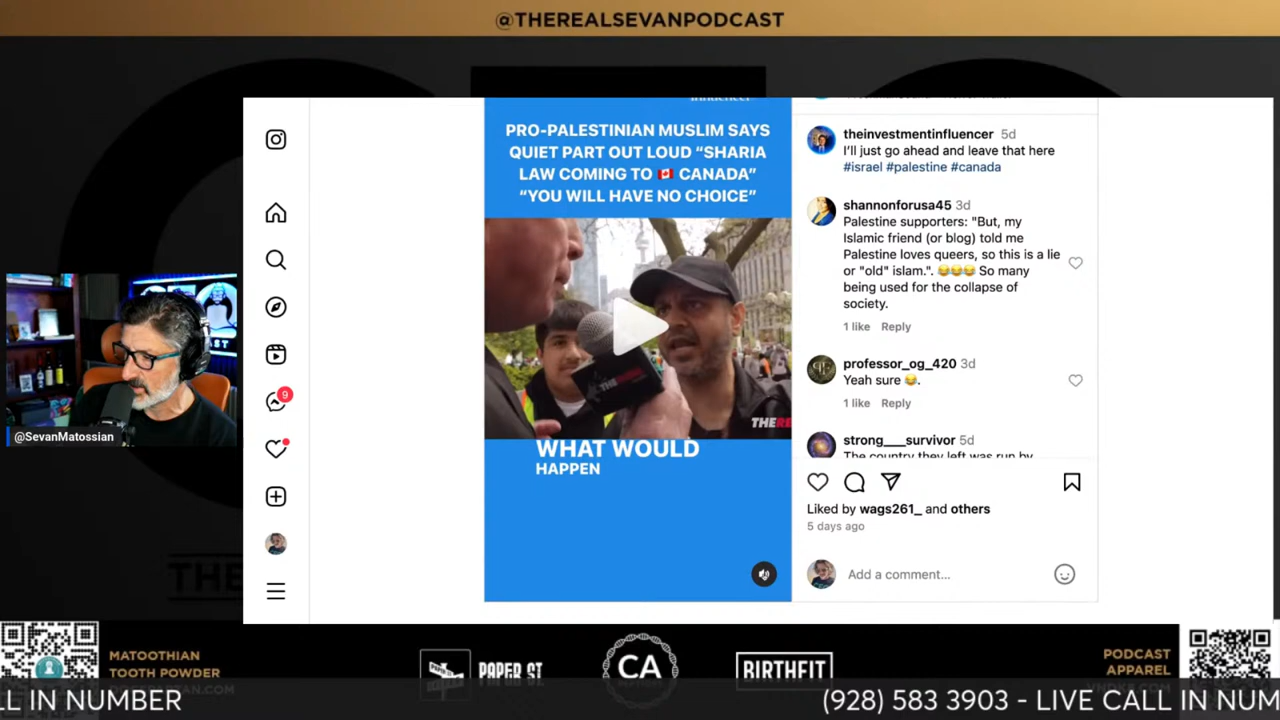 @THEREALSEVANPODCAST
PRO-PALESTINIAN MUSLIM SAYS
QUIET PART OUT LOUD “SHARIA
LAW COMING TO 🇨🇦 CANADA”
“YOU WILL HAVE NO CHOICE”
WHAT WOULD
HAPPEN
theinvestmentinfluencer 5d
I’ll just go ahead and leave that here
#israel #palestine #canada
shannonforusa45 3d
Palestine supporters: "But, my
Islamic friend (or blog) told me
Palestine loves queers, so this is a lie
or "old" islam.". 😂😂😂 So many
being used for the collapse of
society.
1 like Reply
professor_og_420 3d
Yeah sure 😂.
1 like Reply
strong___survivor 5d
The country they left was run by
Liked by wags261_ and others
5 days ago
Add a comment...
9
@SevanMatossian
MATOOTHIAN
TOOTH POWDER
PAPER ST
CA
BIRTHFIT
PODCAST
APPAREL
LL IN NUMBER
(928) 583 3903 - LIVE CALL IN NUM